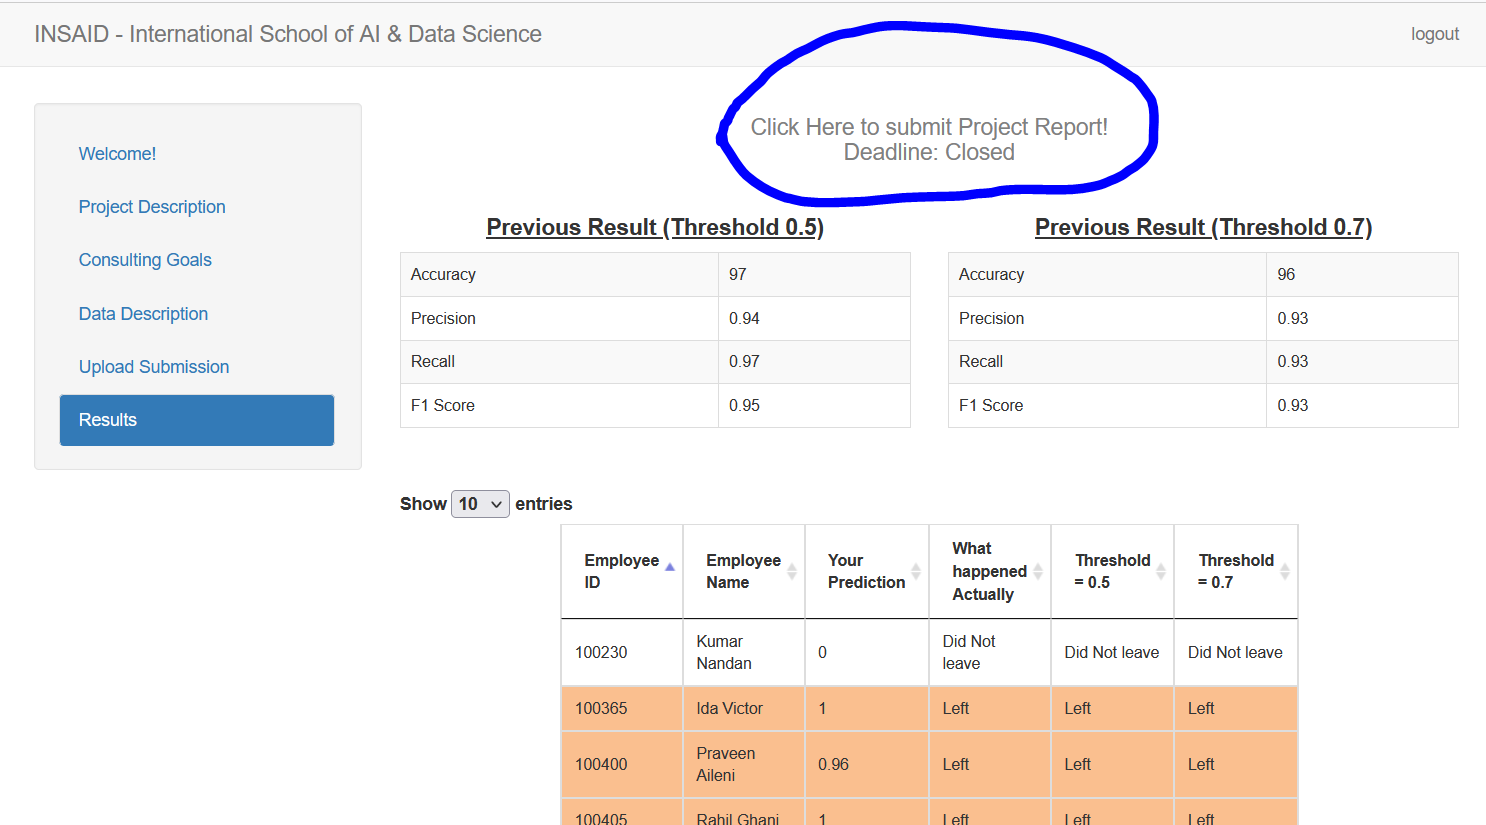 INSAID - International School of AI & Data Science
logout
Welcome!
Project Description
Consulting Goals
Data Description
Upload Submission
Results
Click Here to submit Project Report!
Deadline: Closed
Previous Result (Threshold 0.5)
Accuracy 97
Precision 0.94
Recall 0.97
F1 Score 0.95
Previous Result (Threshold 0.7)
Accuracy 96
Precision 0.93
Recall 0.93
F1 Score 0.93
Show 10 entries
Employee ID Employee Name Your Prediction What happened Actually Threshold = 0.5 Threshold = 0.7
100230 Kumar Nandan 0 Did Not leave Did Not leave Did Not leave
100365 Ida Victor 1 Left Left Left
100400 Praveen Aileni 0.96 Left Left Left
100405 Rahil Ghani 1 Left Left Left